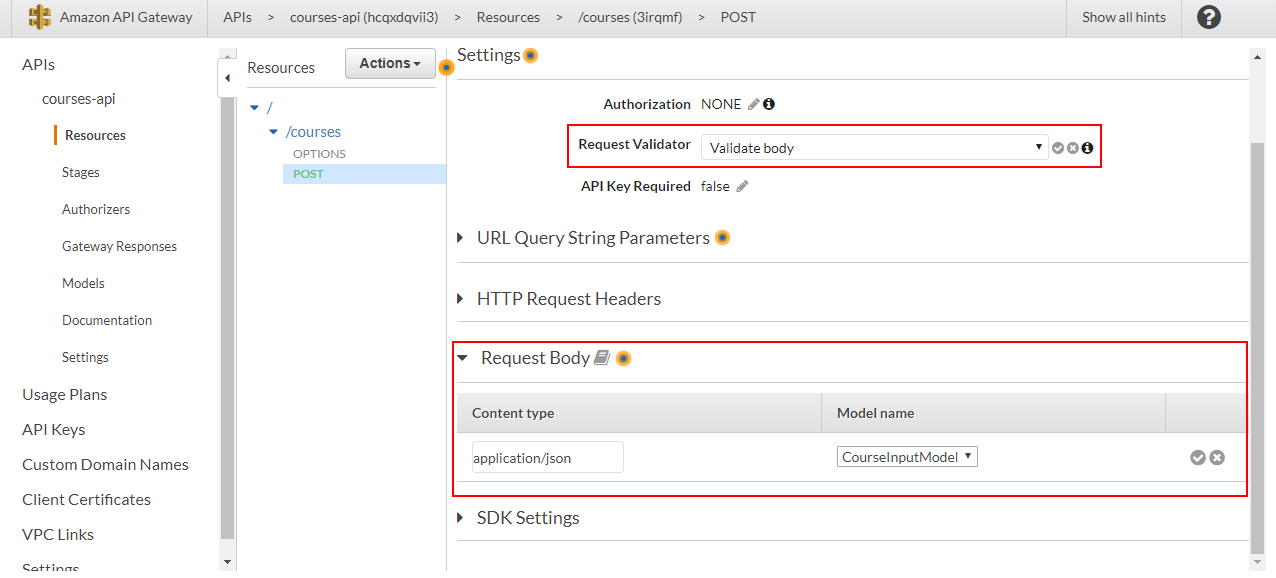 Amazon API Gateway
APIs > courses-api (hcqxdqvii3) > Resources > /courses (3irqmf) > POST
Show all hints
?
APIs
courses-api
Resources
Stages
Authorizers
Gateway Responses
Models
Documentation
Settings
Usage Plans
API Keys
Custom Domain Names
Client Certificates
VPC Links
Settings
Resources
Actions
/
/courses
OPTIONS
POST
Settings
Authorization NONE
Request Validator Validate body
API Key Required false
URL Query String Parameters
HTTP Request Headers
Request Body
Content type Model name
application/json CourseInputModel
SDK Settings